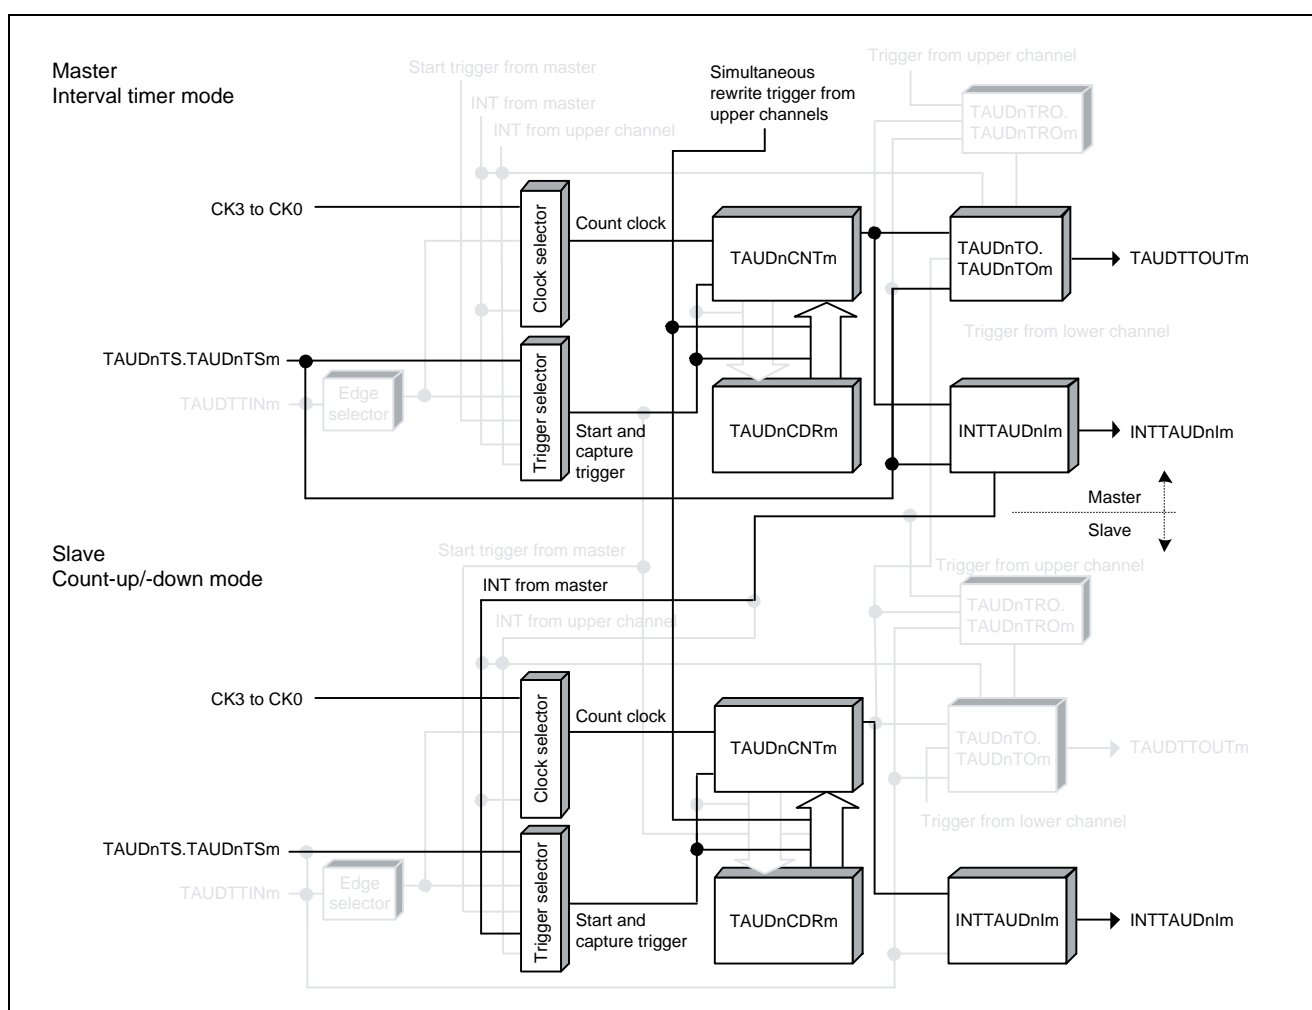 Master
Interval timer mode
Start trigger from master
INT from master
INT from upper channel
Simultaneous
rewrite trigger from
upper channels
Trigger from upper channel
TAUDnTRO.
TAUDnTROm
CK3 to CK0
Clock selector
Count clock
TAUDnCNTm
TAUDnTO.
TAUDnTOm
TAUDTTOUTm
Trigger from lower channel
TAUDnTS.TAUDnTSm
TAUDTTINm
Edge
selector
Trigger selector
Start and
capture
trigger
TAUDnCDRm
INTTAUDnIm
INTTAUDnIm
Master
Slave
Slave
Count-up/-down mode
Start trigger from master
INT from master
INT from upper channel
Trigger from upper channel
TAUDnTRO.
TAUDnTROm
CK3 to CK0
Clock selector
Count clock
TAUDnCNTm
TAUDnTO.
TAUDnTOm
TAUDTTOUTm
Trigger from lower channel
TAUDnTS.TAUDnTSm
TAUDTTINm
Edge
selector
Trigger selector
Start and
capture trigger
TAUDnCDRm
INTTAUDnIm
INTTAUDnIm